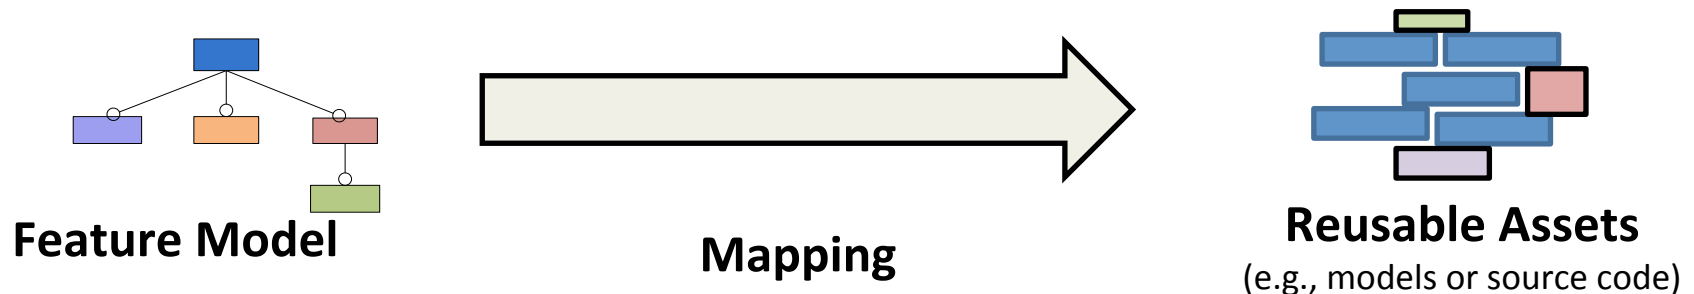 Feature Model
Mapping
Reusable Assets
(e.g., models or source code)